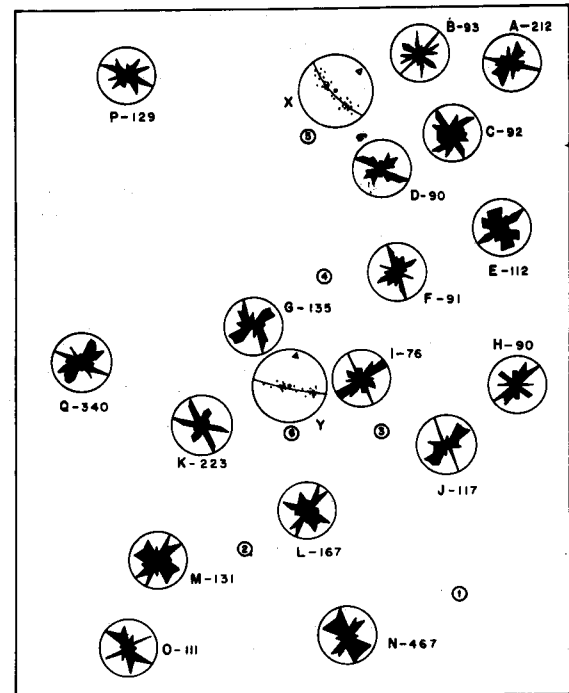 B-93
A-212
X
P-129
5
C-92
D-90
E-112
4
F-91
G-135
I-76
H-90
Q-340
Y
6
3
K-223
J-117
L-167
2
M-131
1
O-111
N-467